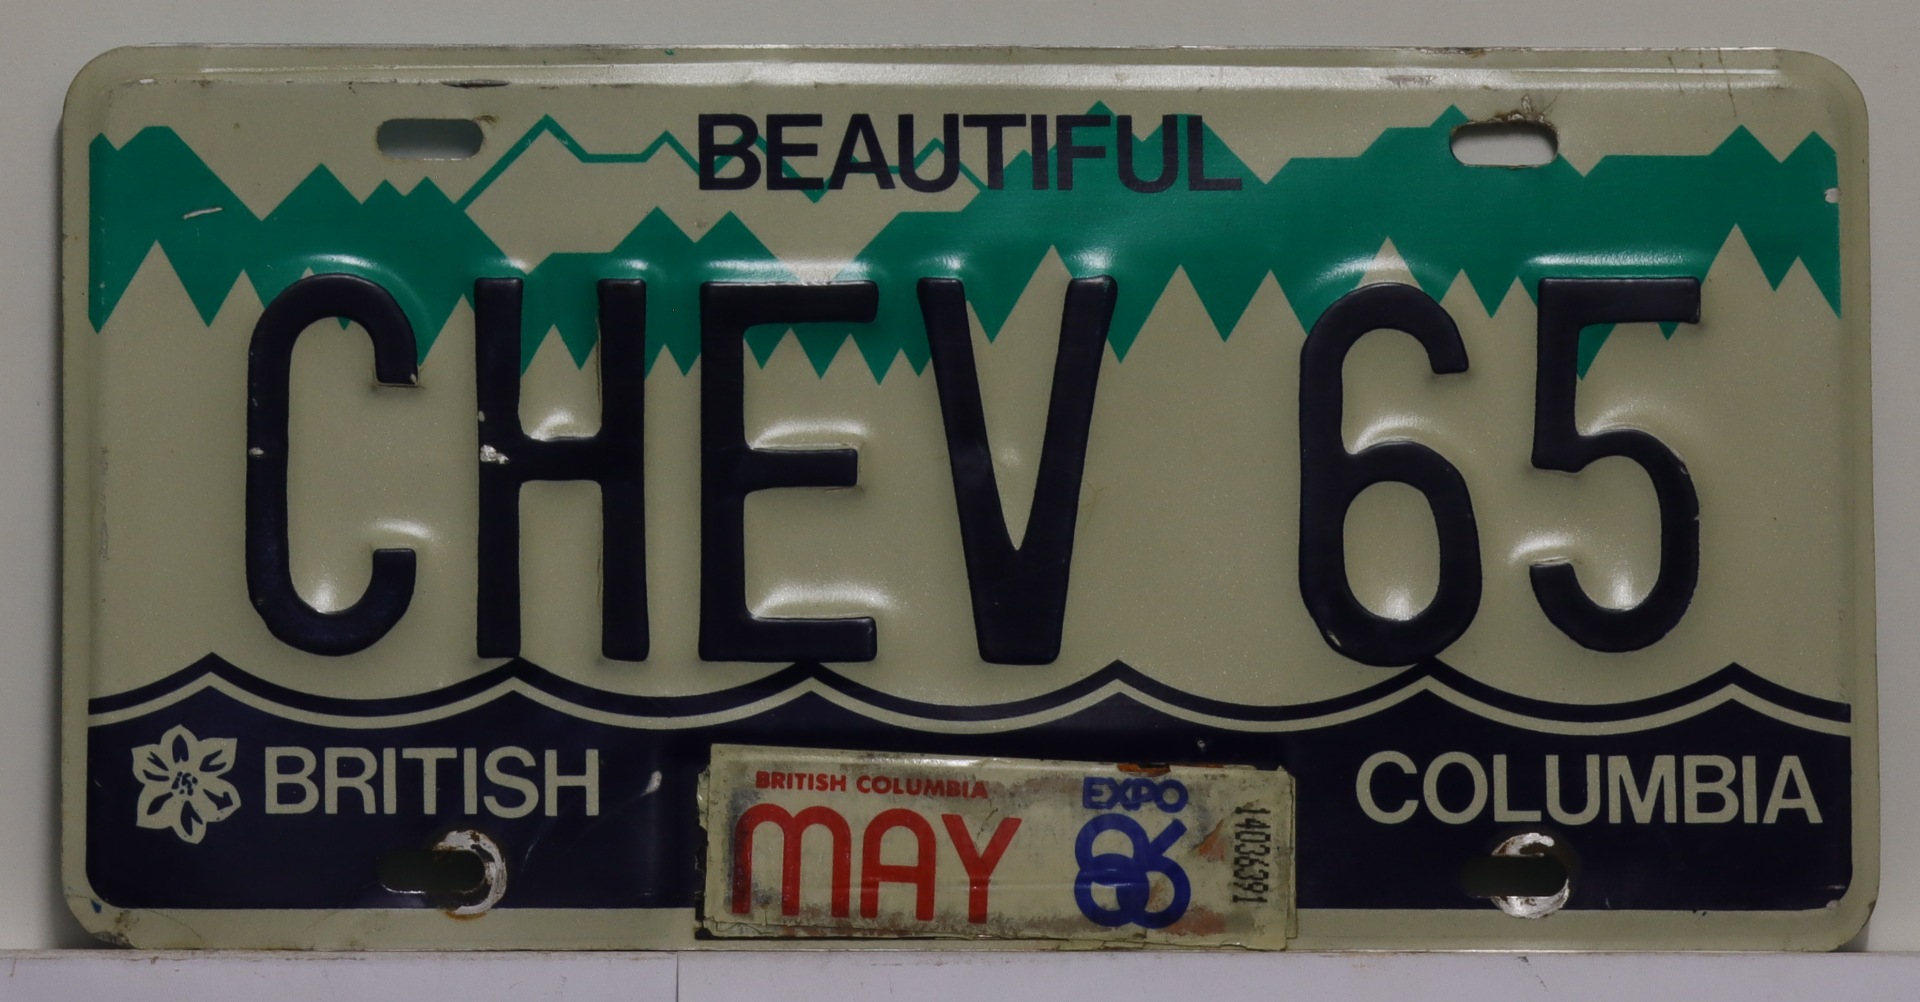 BEAUTIFUL
CHEV 65
BRITISH COLUMBIA
BRITISH COLUMBIA
MAY
EXPO
86
14036391